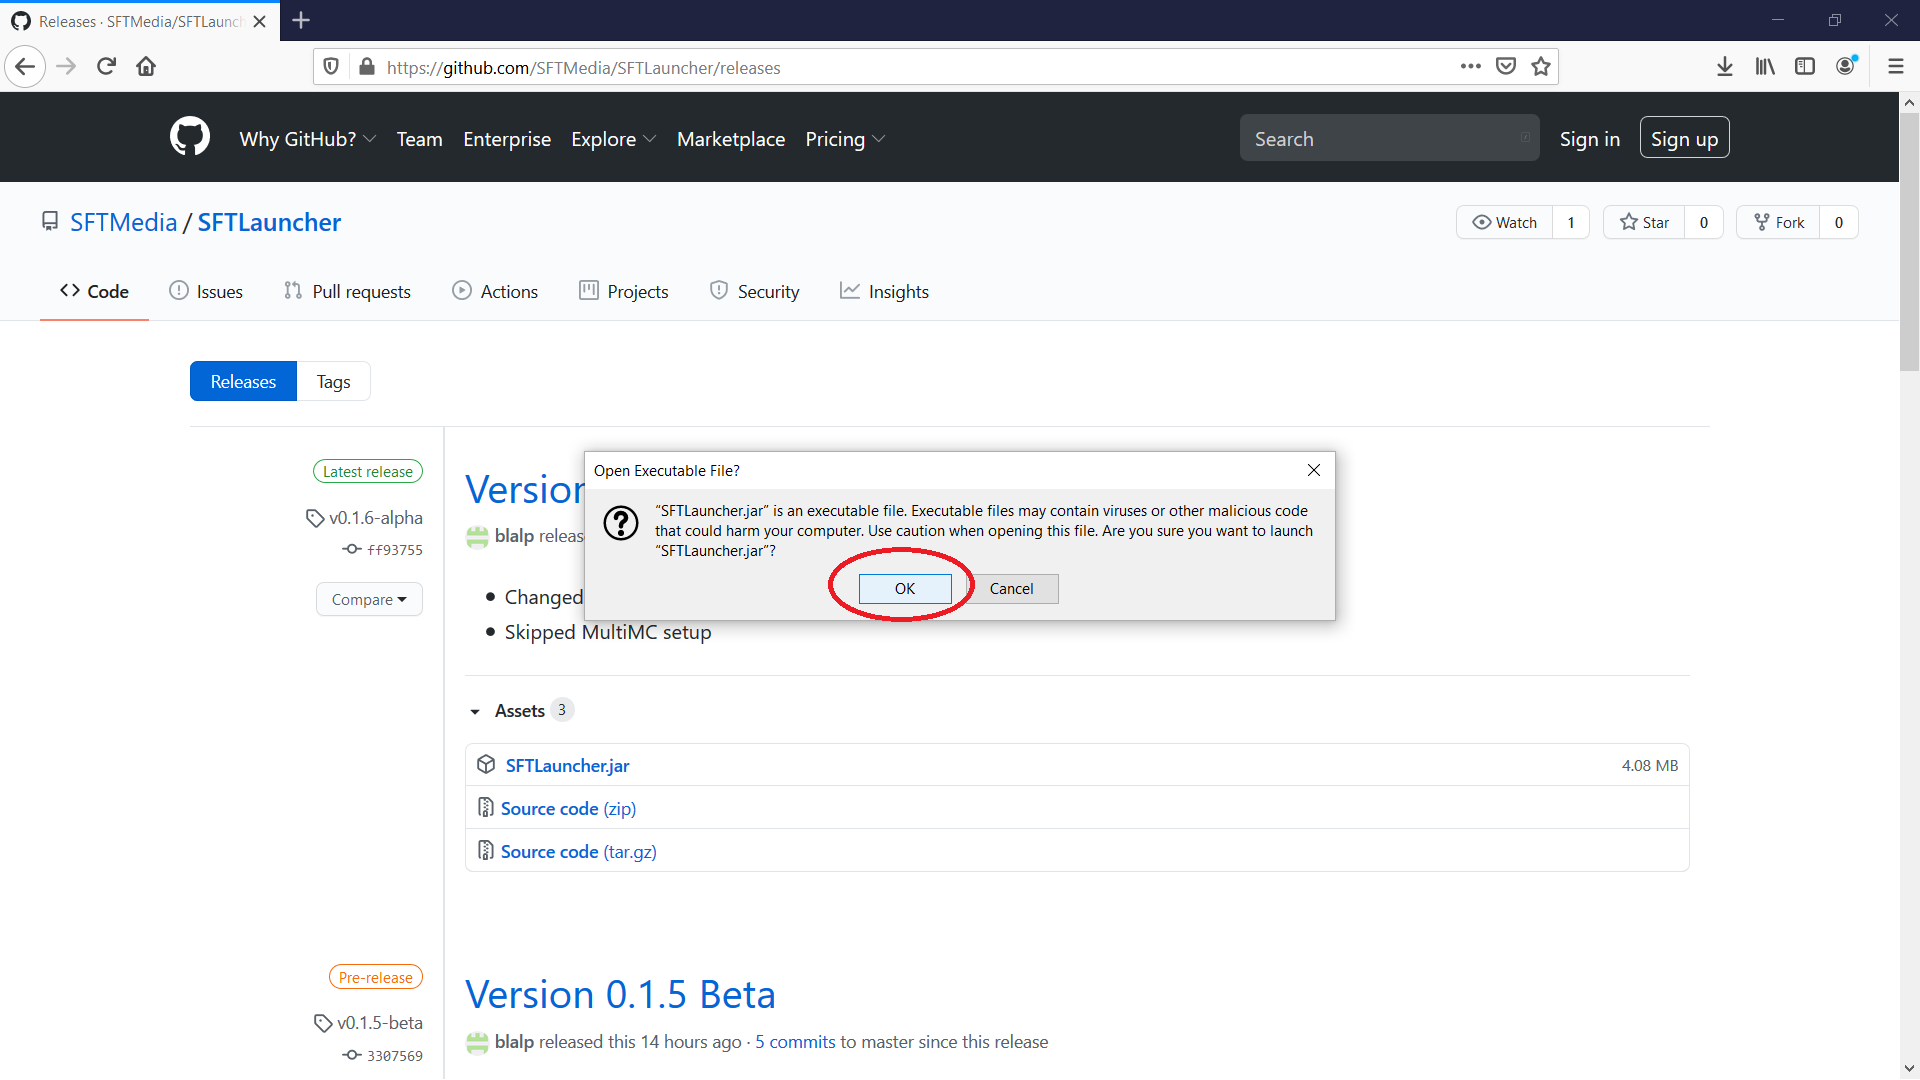 Releases · SFTMedia/SFTLaunch
https://github.com/SFTMedia/SFTLauncher/releases
Why GitHub? Team Enterprise Explore Marketplace Pricing Search Sign in Sign up
SFTMedia / SFTLauncher
Watch 1 Star 0 Fork 0
Code Issues Pull requests Actions Projects Security Insights
Releases Tags
Latest release
v0.1.6-alpha
ff93755
Compare
Version
blalp releas
Changed
Skipped MultiMC setup
Open Executable File?
“SFTLauncher.jar” is an executable file. Executable files may contain viruses or other malicious code
that could harm your computer. Use caution when opening this file. Are you sure you want to launch
“SFTLauncher.jar”?
OK Cancel
Assets 3
SFTLauncher.jar 4.08 MB
Source code (zip)
Source code (tar.gz)
Pre-release
v0.1.5-beta
3307569
Version 0.1.5 Beta
blalp released this 14 hours ago · 5 commits to master since this release